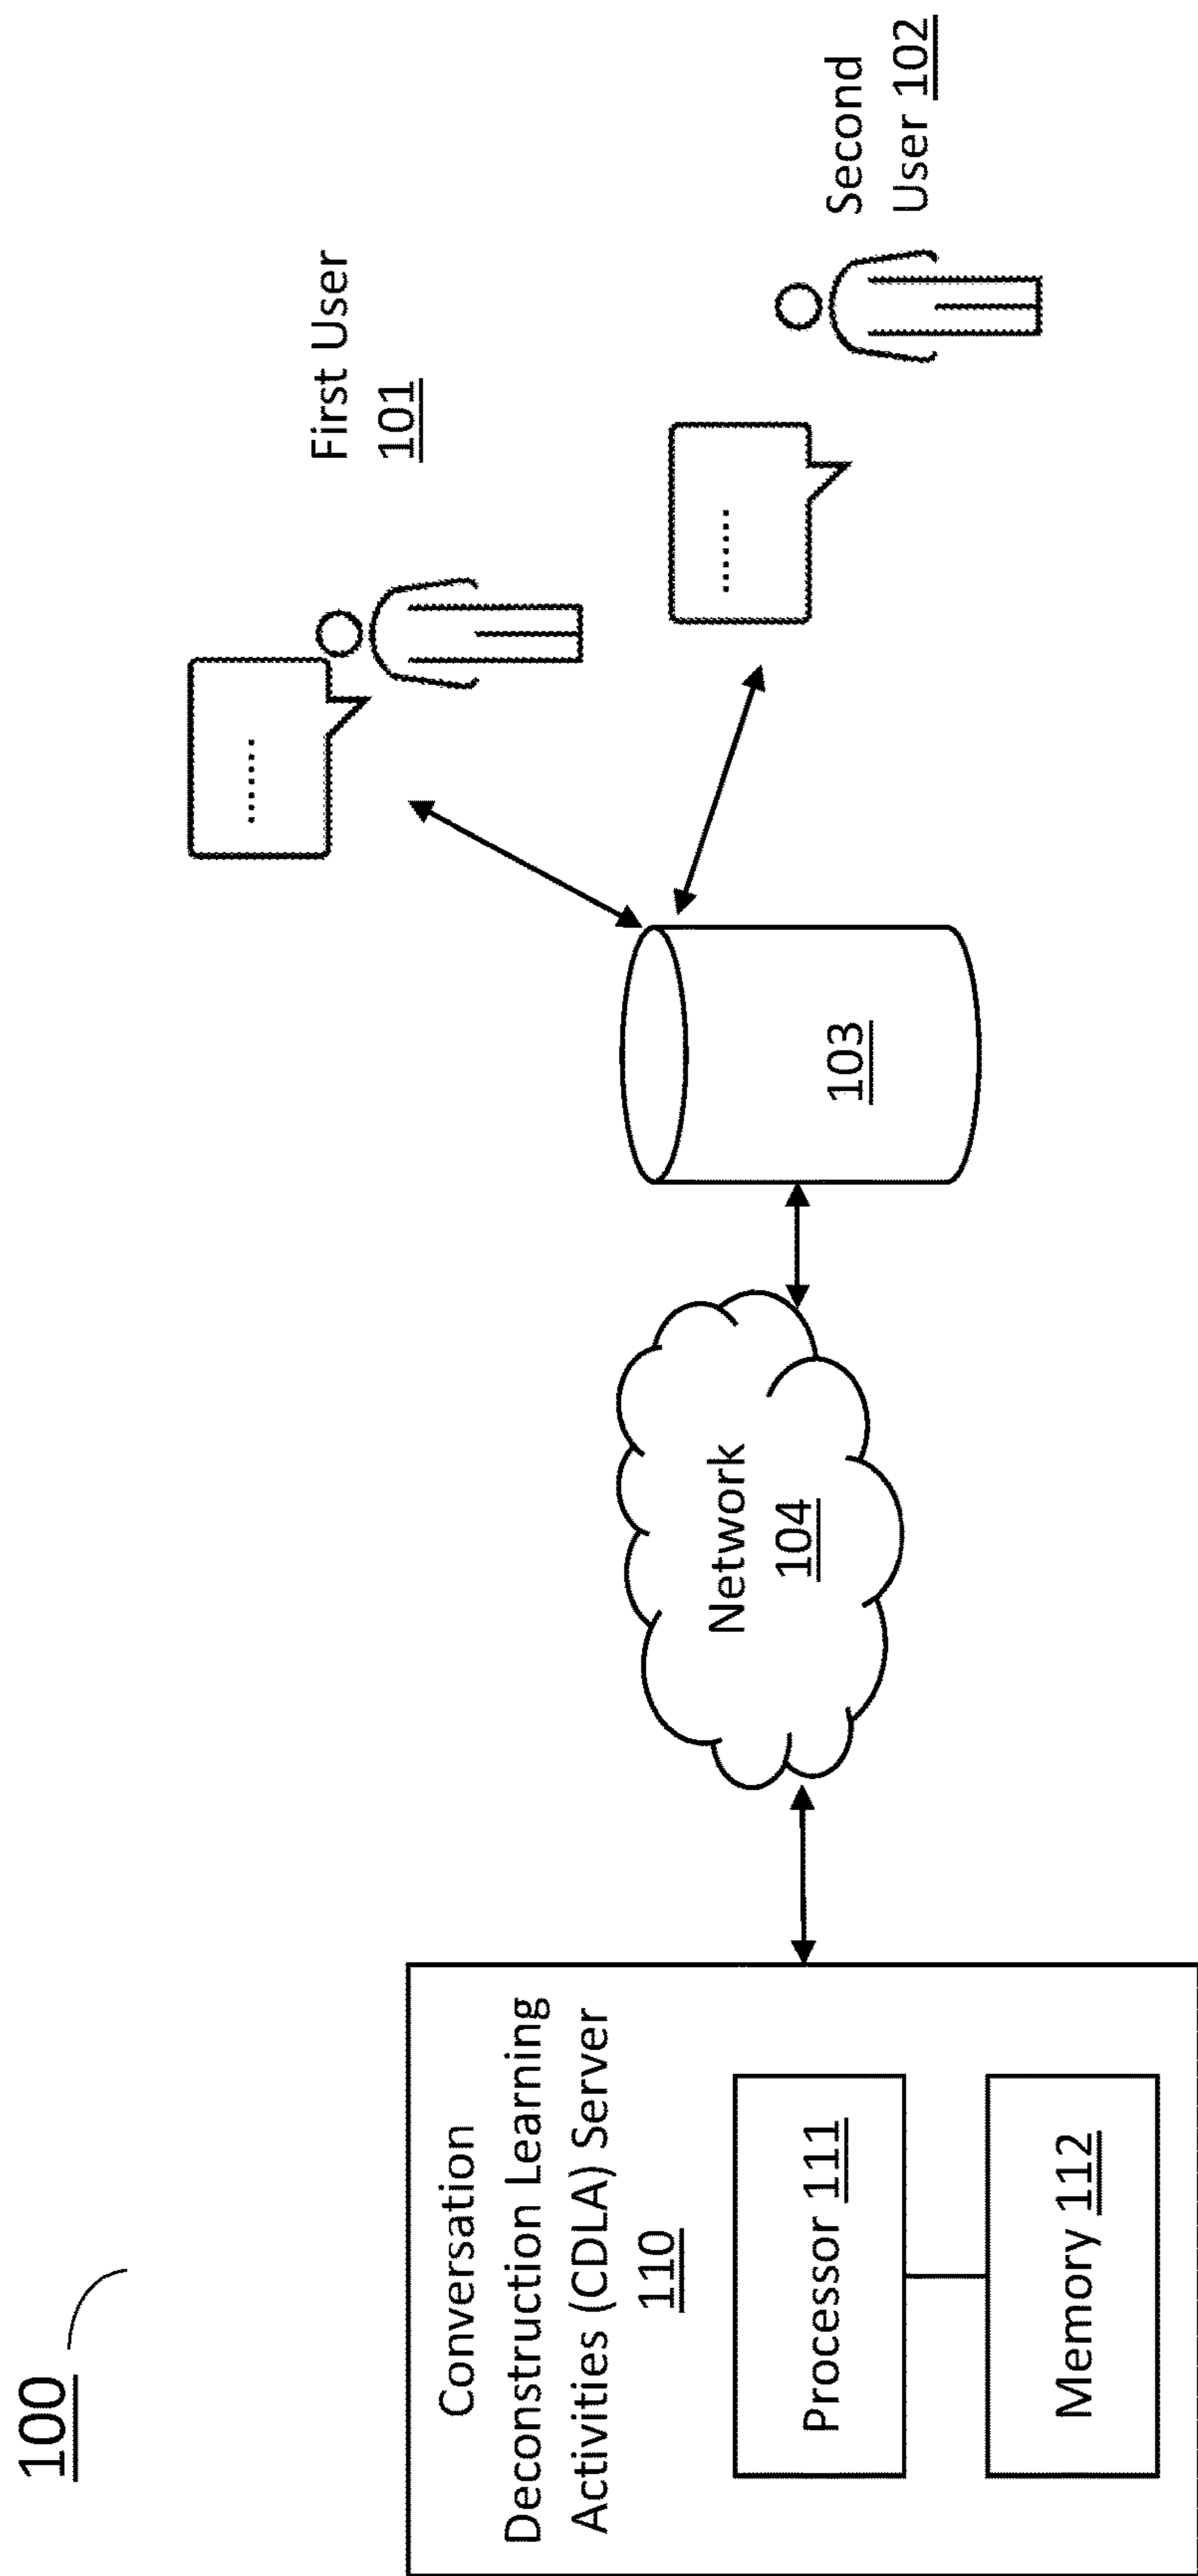 100
Conversation
Deconstruction Learning
Activities (CDLA) Server
110
Processor 111
Memory 112
Network
104
103
.......
First User
101
.......
Second
User 102